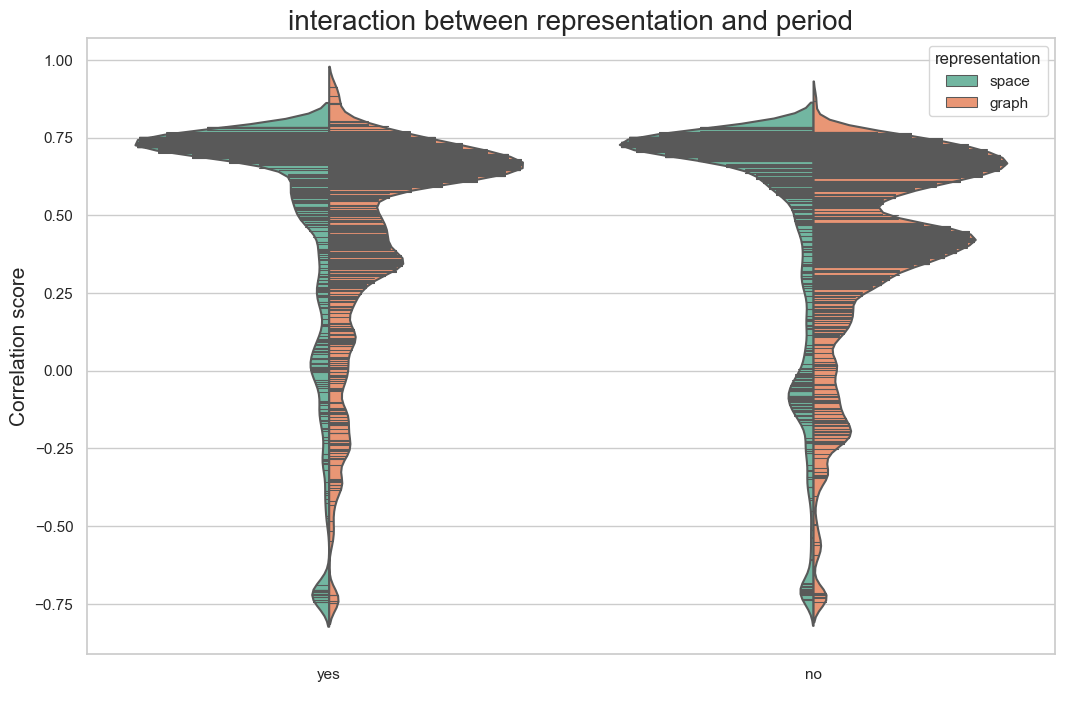 interaction between representation and period
representation
space
graph
Correlation score
1.00
0.75
0.50
0.25
0.00
−0.25
−0.50
−0.75
yes
no